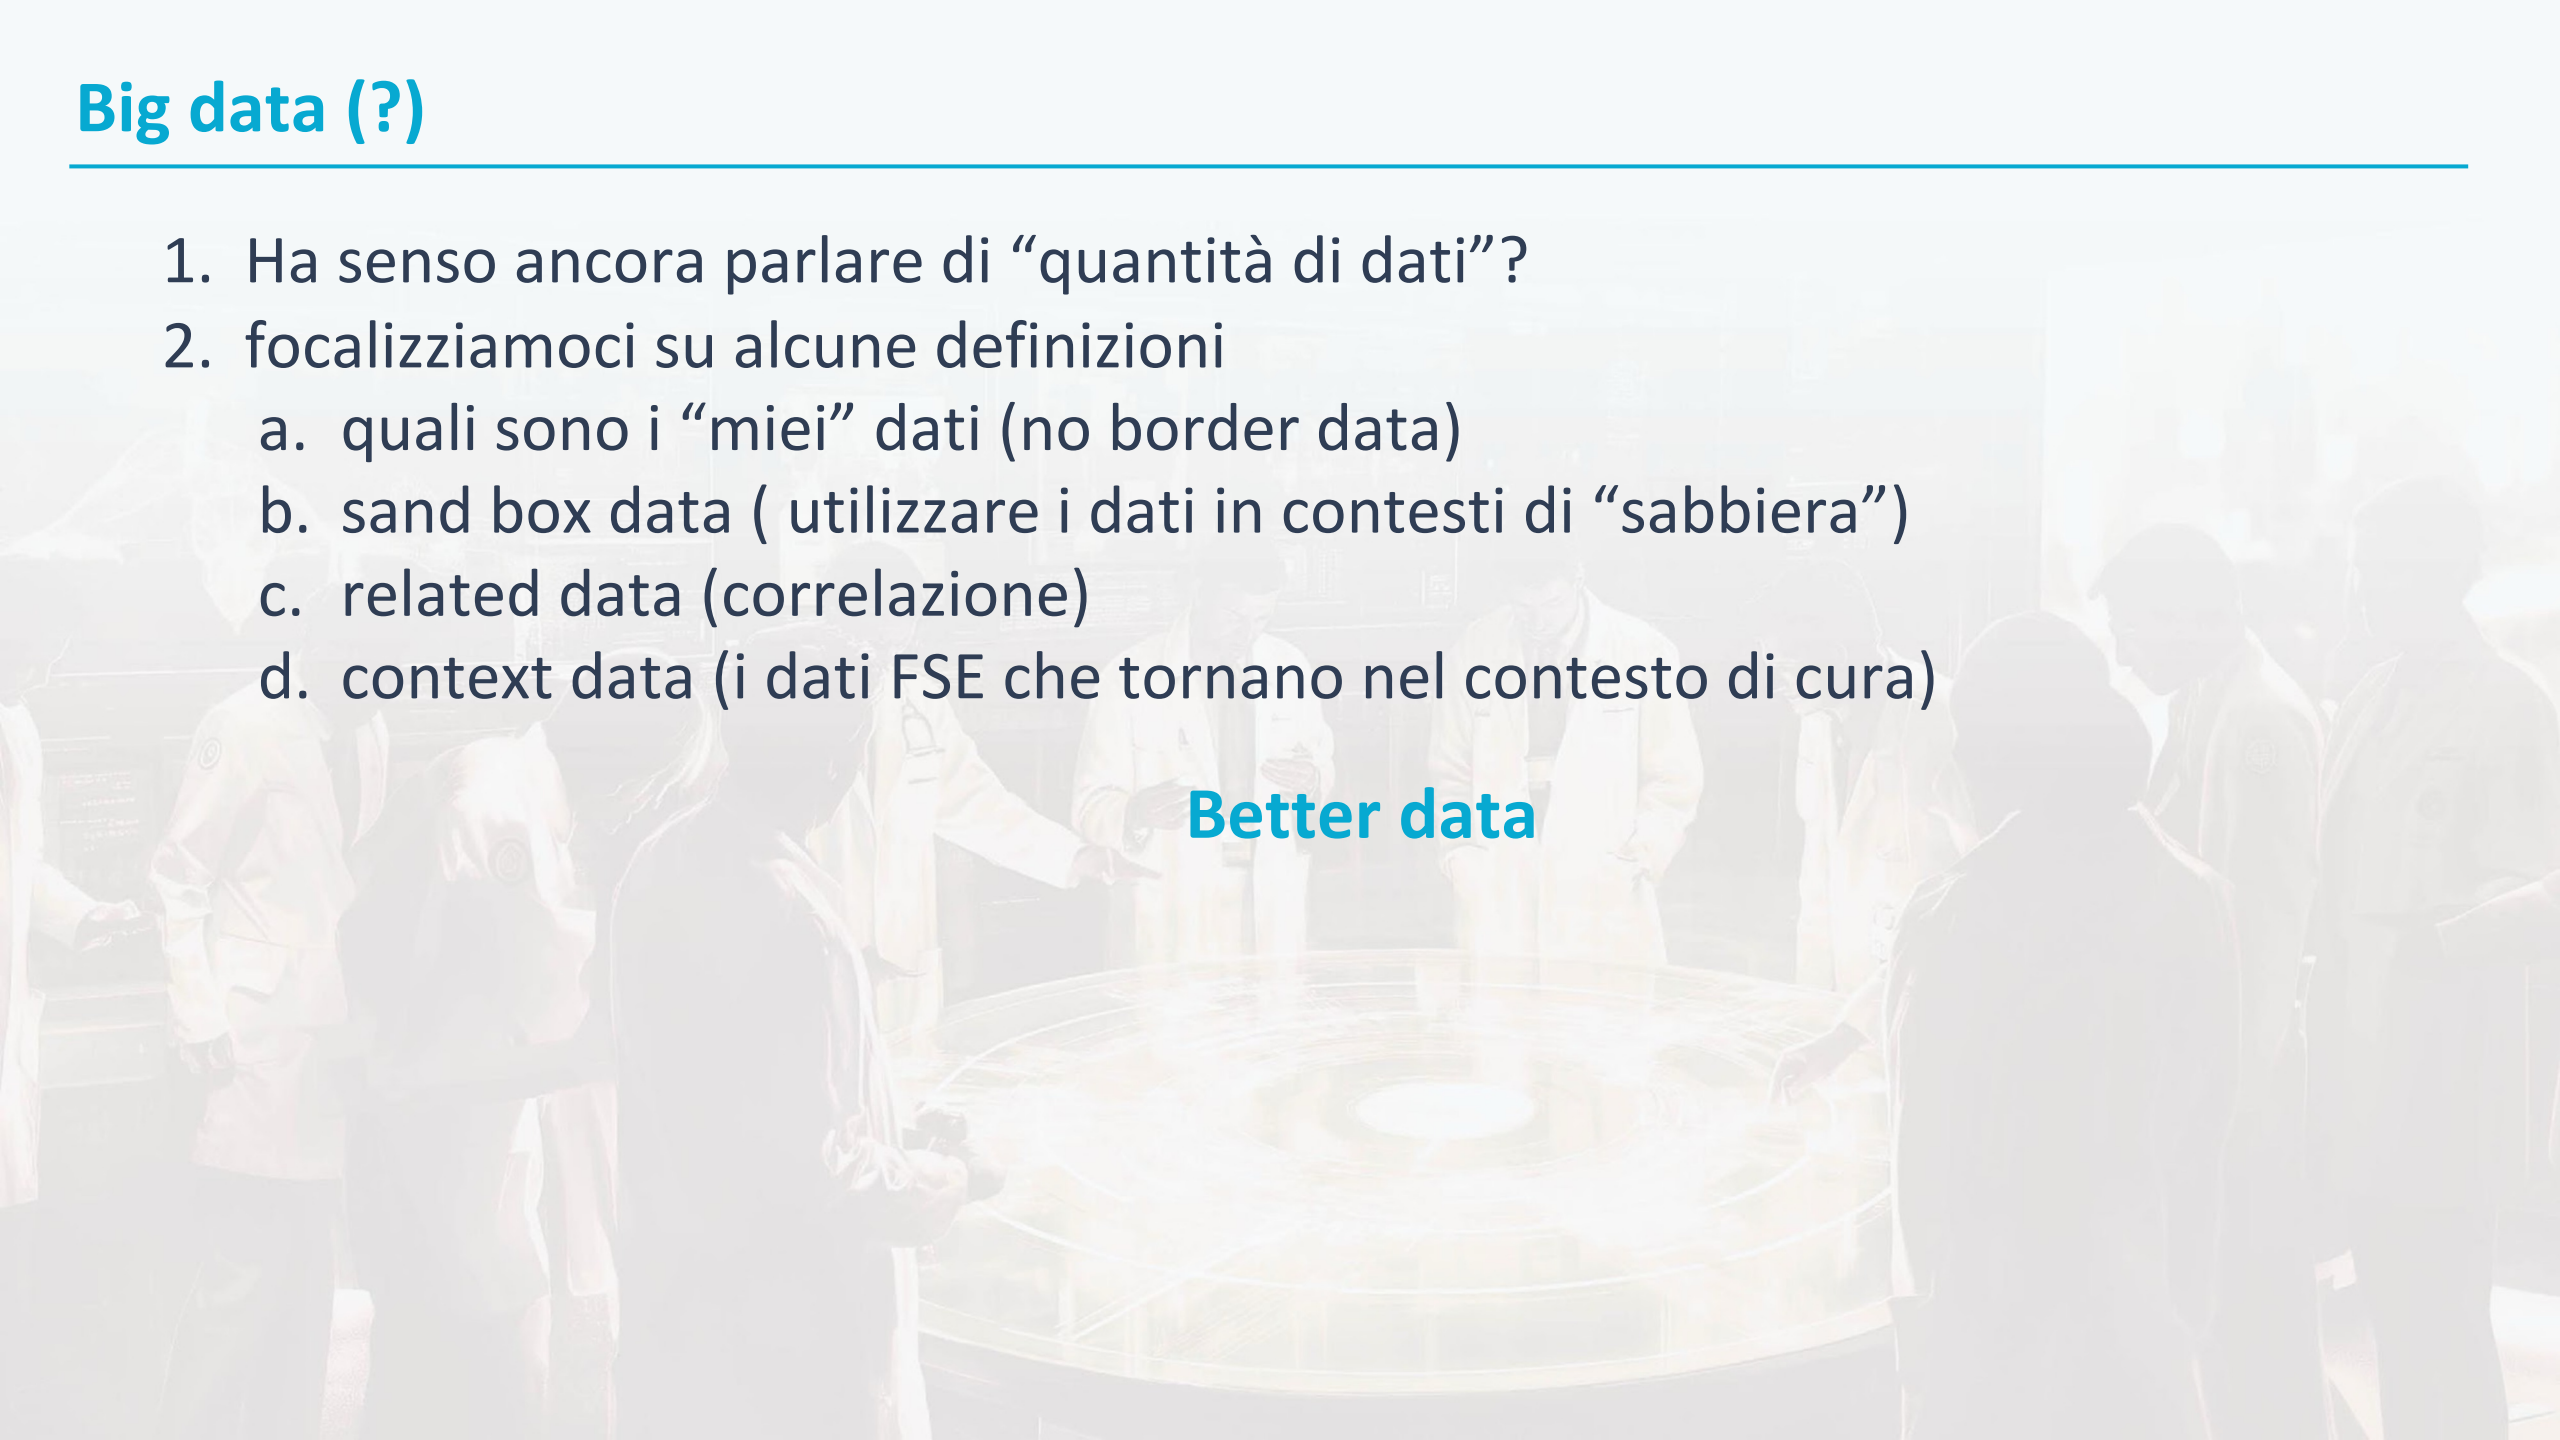 Big data (?)
1. Ha senso ancora parlare di “quantità di dati”?
2. focalizziamoci su alcune definizioni
a. quali sono i “miei” dati (no border data)
b. sand box data ( utilizzare i dati in contesti di “sabbiera”)
c. related data (correlazione)
d. context data (i dati FSE che tornano nel contesto di cura)
Better data